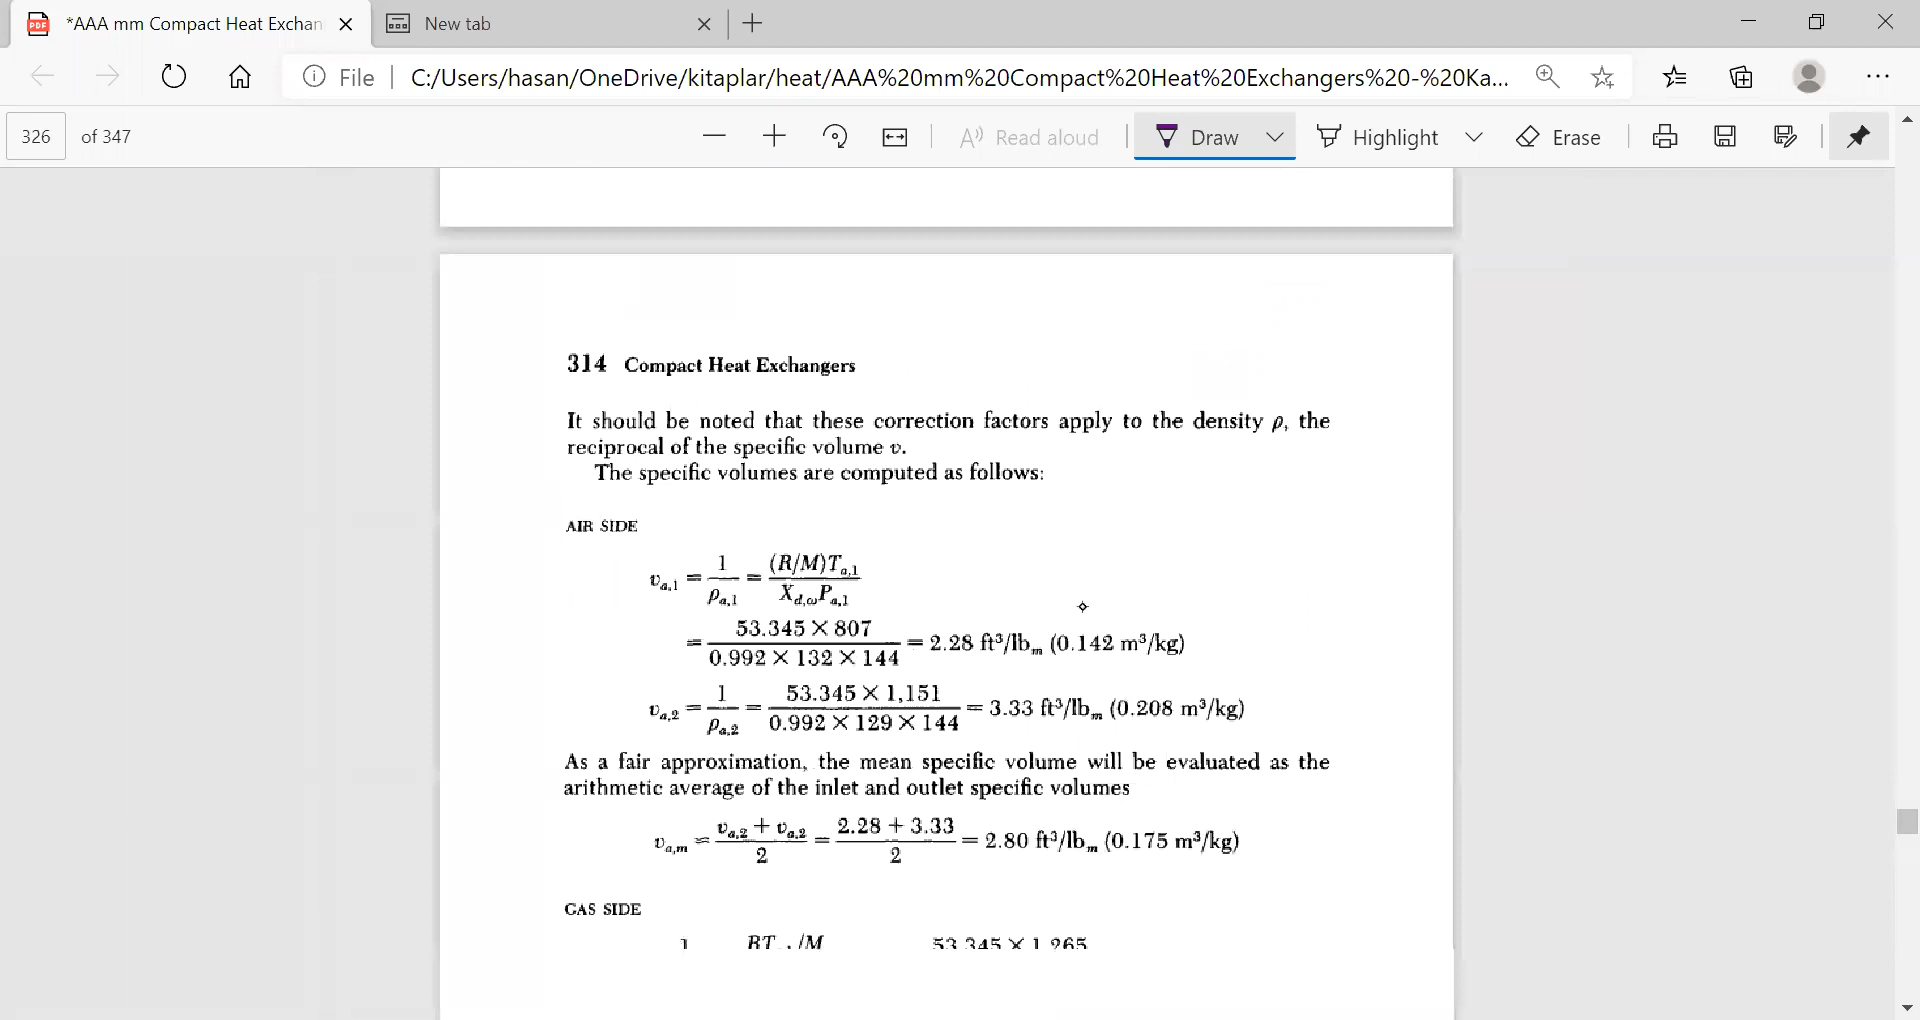 *AAA mm Compact Heat Exchan
New tab
File | C:/Users/hasan/OneDrive/kitaplar/heat/AAA%20mm%20Compact%20Heat%20Exchangers%20-%20Ka...
326 of 347
Read aloud
Draw
Highlight
Erase
314 Compact Heat Exchangers
It should be noted that these correction factors apply to the density ρ, the
reciprocal of the specific volume v.
The specific volumes are computed as follows:
AIR SIDE
v_{a,1} = 1/ρ_{a,1} = (R/M)T_{a,1} / X_{d,ω}P_{a,1}
= 53.345 × 807 / 0.992 × 132 × 144 = 2.28 ft³/lb_m (0.142 m³/kg)
v_{a,2} = 1/ρ_{a,2} = 53.345 × 1,151 / 0.992 × 129 × 144 = 3.33 ft³/lb_m (0.208 m³/kg)
As a fair approximation, the mean specific volume will be evaluated as the
arithmetic average of the inlet and outlet specific volumes
v_{a,m} ≈ v_{a,2} + v_{a,2} / 2 = 2.28 + 3.33 / 2 = 2.80 ft³/lb_m (0.175 m³/kg)
GAS SIDE
1 /M 53.345 × 1,265